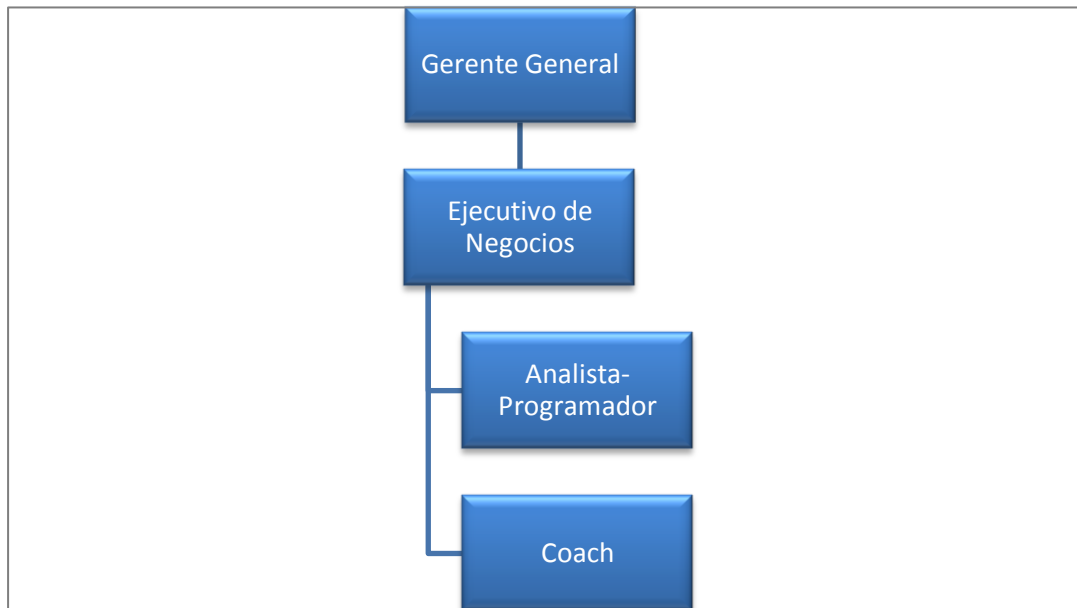 Gerente General
Ejecutivo de
Negocios
Analista-
Programador
Coach